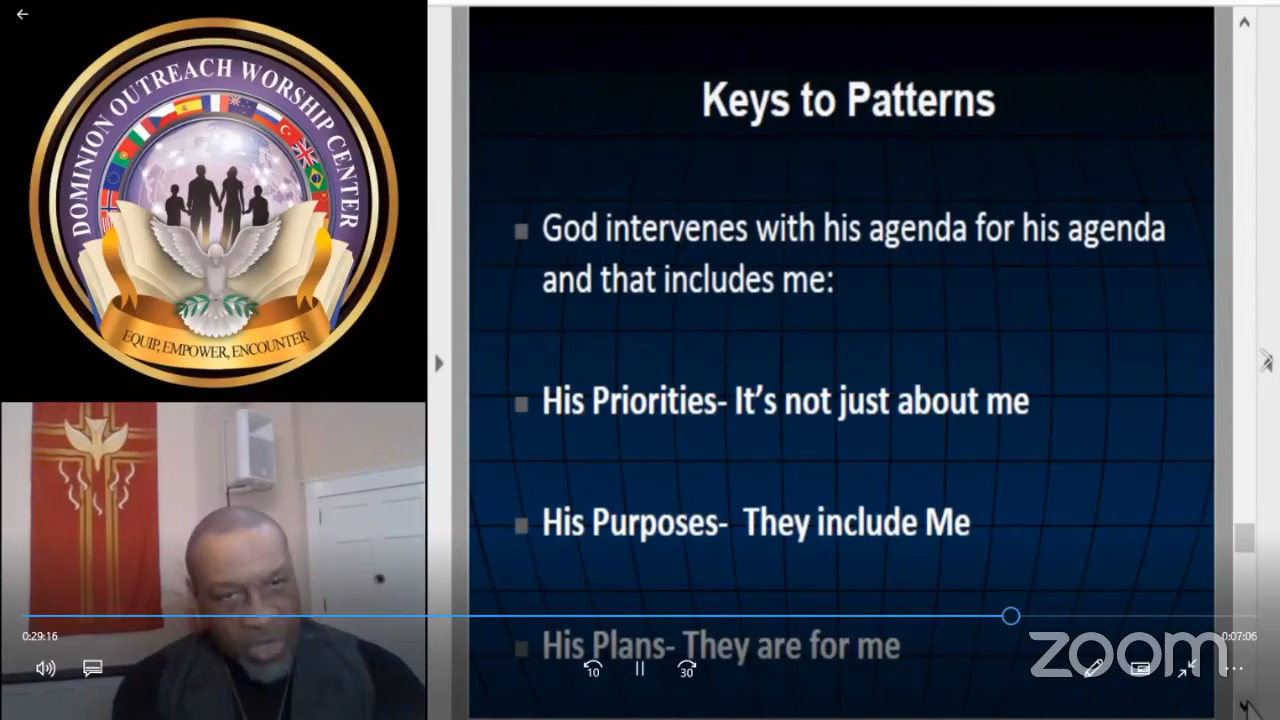 DOMINION OUTREACH WORSHIP CENTER
EQUIP, EMPOWER, ENCOUNTER
Keys to Patterns
God intervenes with his agenda for his agenda
and that includes me:
His Priorities- It's not just about me
His Purposes- They include Me
His Plans- They are for me
0:29:16
0:07:06
10
30
zoom